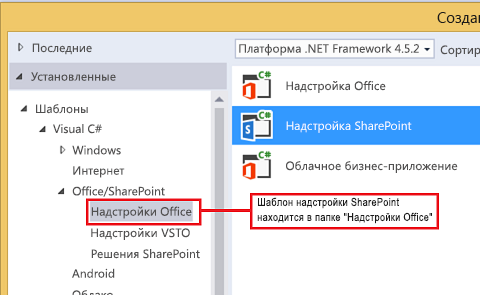 Созда
Последние
Платформа .NET Framework 4.5.2
Сортир
Установленные
Шаблоны
Visual C#
Windows
Интернет
Office/SharePoint
Надстройки Office
Надстройки VSTO
Решения SharePoint
Android
Облако
C#
Надстройка Office
C#
Надстройка SharePoint
C#
Облачное бизнес-приложение
Шаблон надстройки SharePoint
находится в папке "Надстройки Office"